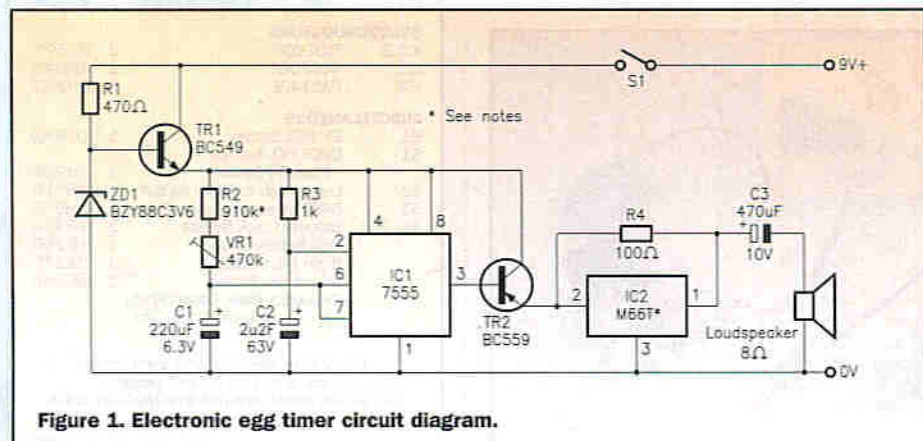 S1
9V+
R1
470Ω
* See notes
TR1
BC549
ZD1
BZY88C3V6
R2
910k*
R3
1k
VR1
470k
C1
220uF
6.3V
+
C2
2u2F
63V
+
4
8
2
6
7
3
1
IC1
7555
TR2
BC559
R4
100Ω
2
1
3
IC2
M66T*
C3
470uF
+
10V
Loudspeaker
8Ω
0V
Figure 1. Electronic egg timer circuit diagram.